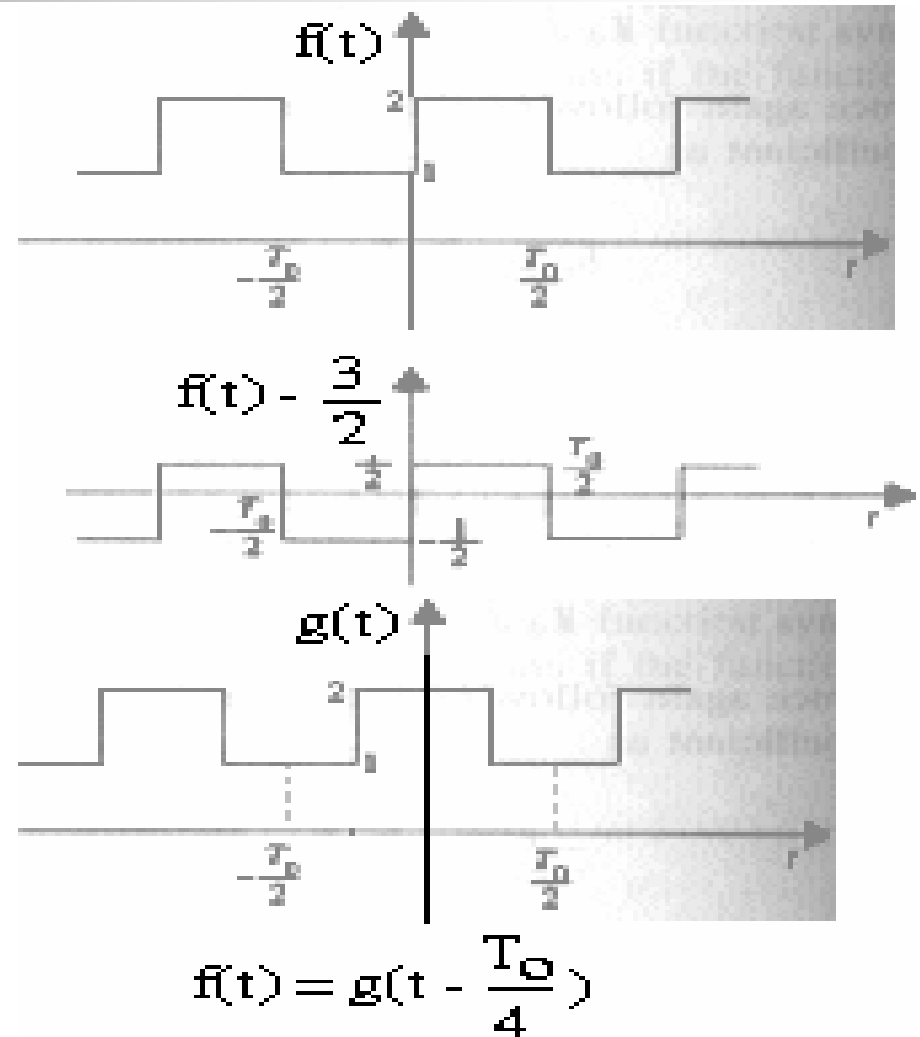 f(t)
2
1
-T₀/2 T₀/2 t
f(t) - 3/2
1/2 T₀/2
-T₀/2 -1/2 t
g(t)
2
1
-T₀/2 T₀/2 t
f(t) = g(t - T₀/4)